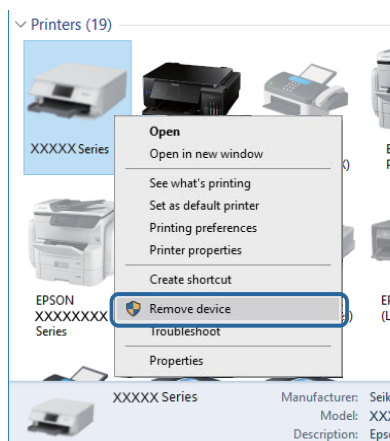 Printers (19)
XXXXX Series
Open
Open in new window
See what's printing
Set as default printer
Printing preferences
Printer properties
Create shortcut
Remove device
Troubleshoot
Properties
EPSON
XXXXXXXX
Series
XXXXX Series
Manufacturer:
Model:
Description: